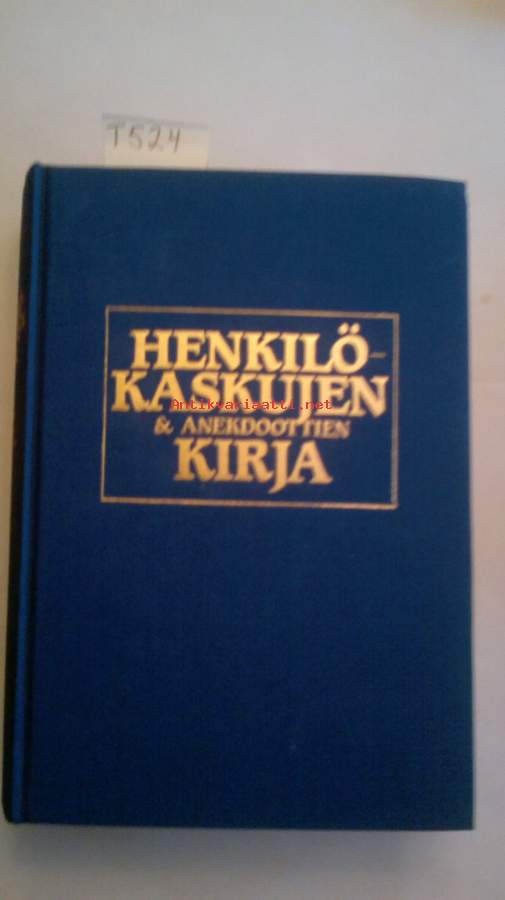 T524
HENKILÖ-
KASKUJEN
Antikvariaatti.net
& ANEKDOOTTIEN
KIRJA